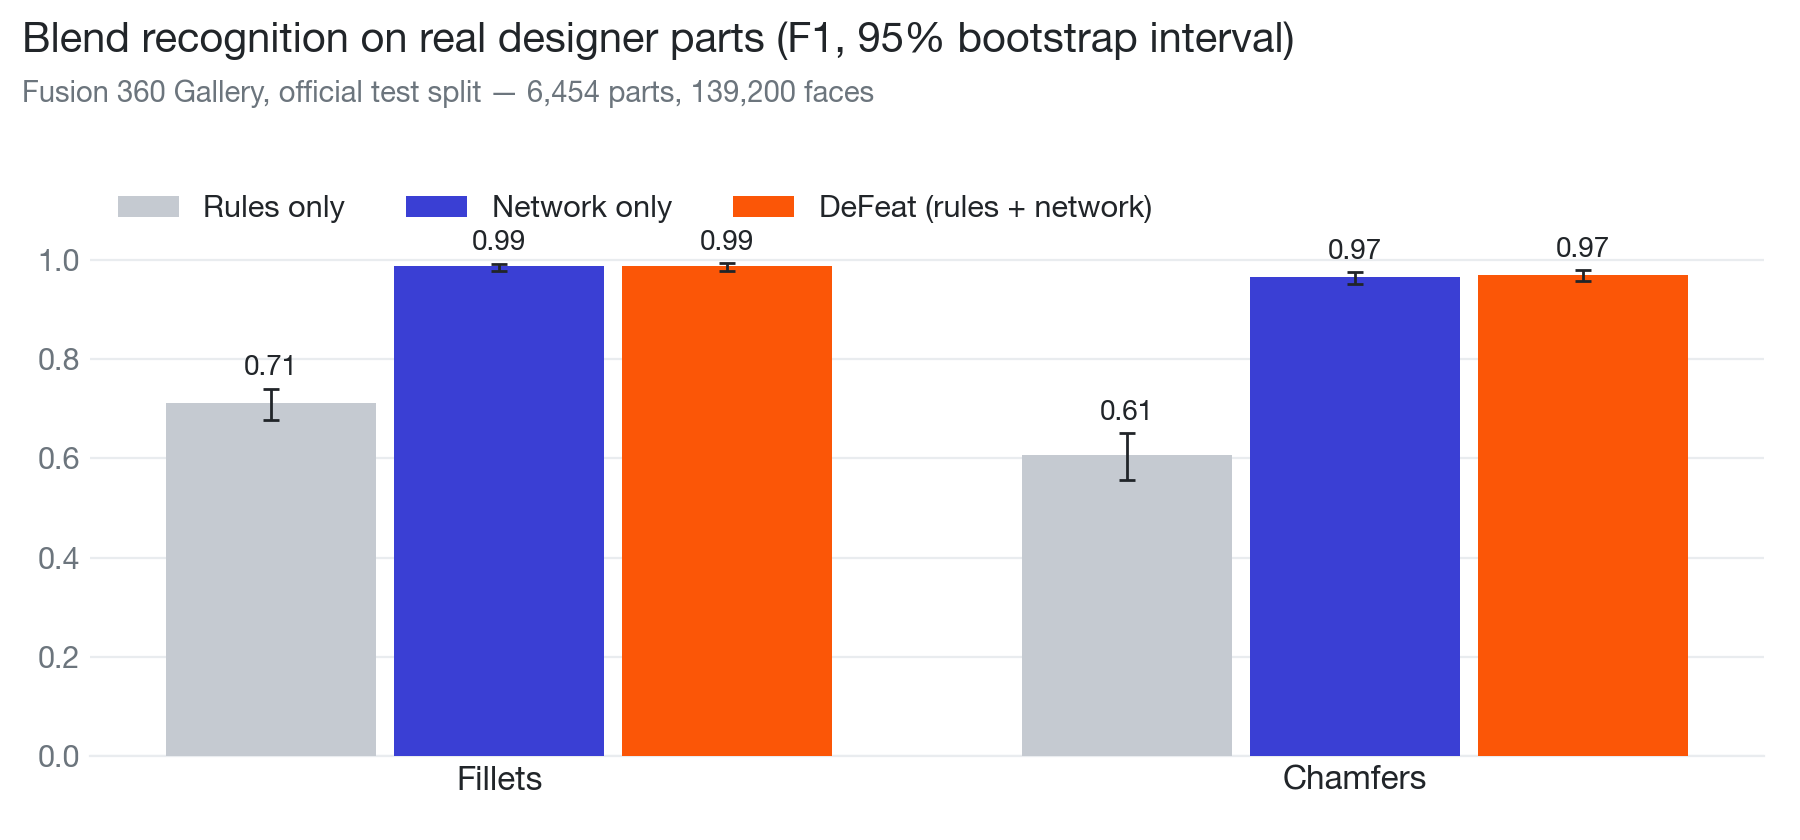 Blend recognition on real designer parts (F1, 95% bootstrap interval)
Fusion 360 Gallery, official test split — 6,454 parts, 139,200 faces
Rules only Network only DeFeat (rules + network)
0.99 0.99 0.97 0.97
1.0
0.71
0.8
0.61
0.6
0.4
0.2
0.0
Fillets Chamfers